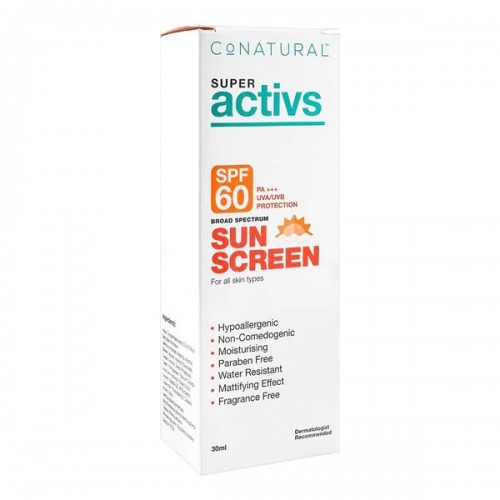 CoNATURAL™
SUPER
activs
SPF
60
PA +++
UVA/UVB
PROTECTION
BROAD SPECTRUM
SUN
SCREEN
For all skin types
• Hypoallergenic
• Non-Comedogenic
• Moisturising
• Paraben Free
• Water Resistant
• Mattifying Effect
• Fragrance Free
30ml
Dermatologist
Recommended